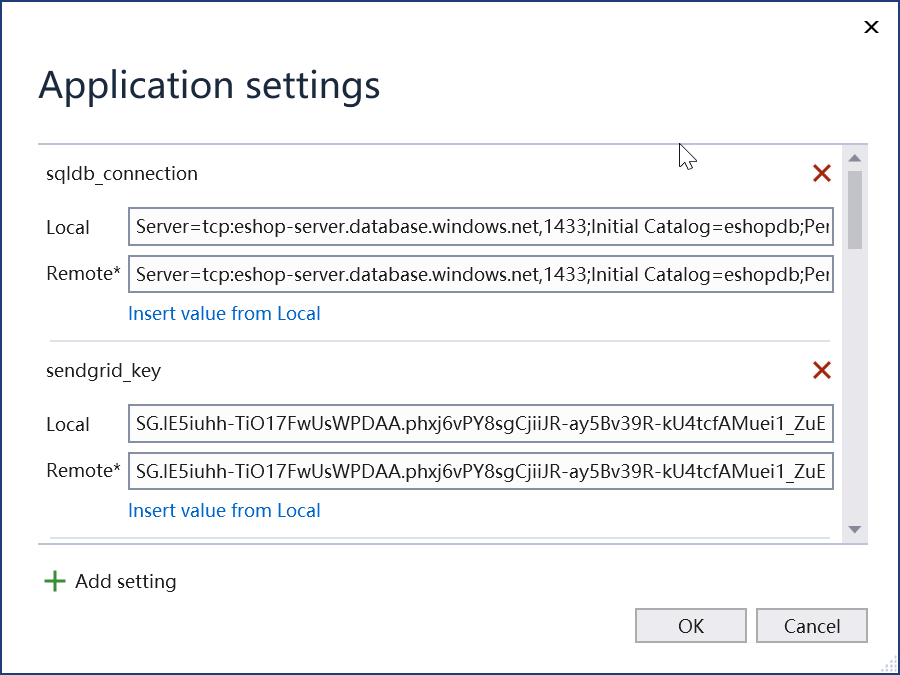 Application settings
sqldb_connection
Local Server=tcp:eshop-server.database.windows.net,1433;Initial Catalog=eshopdb;Per
Remote* Server=tcp:eshop-server.database.windows.net,1433;Initial Catalog=eshopdb;Per
Insert value from Local
sendgrid_key
Local 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
Remote* 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
Insert value from Local
Add setting
OK Cancel